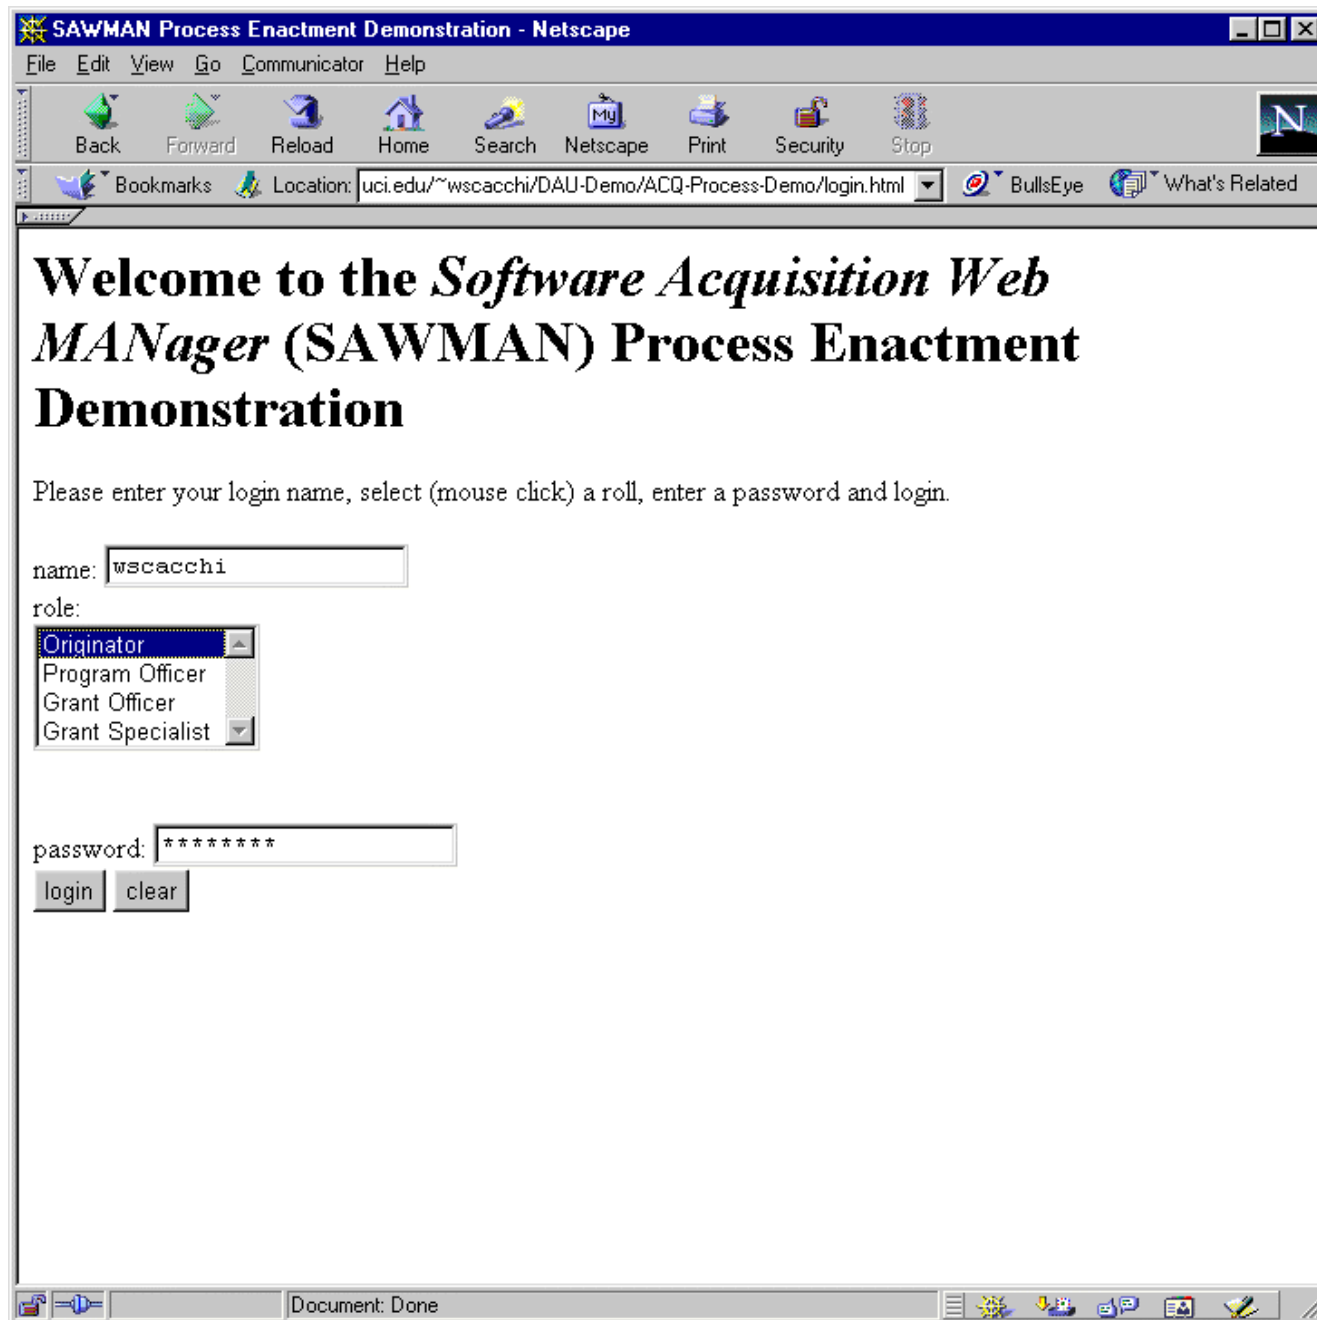 SAWMAN Process Enactment Demonstration - Netscape
File Edit View Go Communicator Help
Back Forward Reload Home Search Netscape Print Security Stop
My
N
Bookmarks Location: uci.edu/~wscacchi/DAU-Demo/ACQ-Process-Demo/login.html BullsEye What's Related
Welcome to the Software Acquisition Web
MANager (SAWMAN) Process Enactment
Demonstration
Please enter your login name, select (mouse click) a roll, enter a password and login.
name: wscacchi
role:
Originator
Program Officer
Grant Officer
Grant Specialist
password: ********
login clear
Document: Done